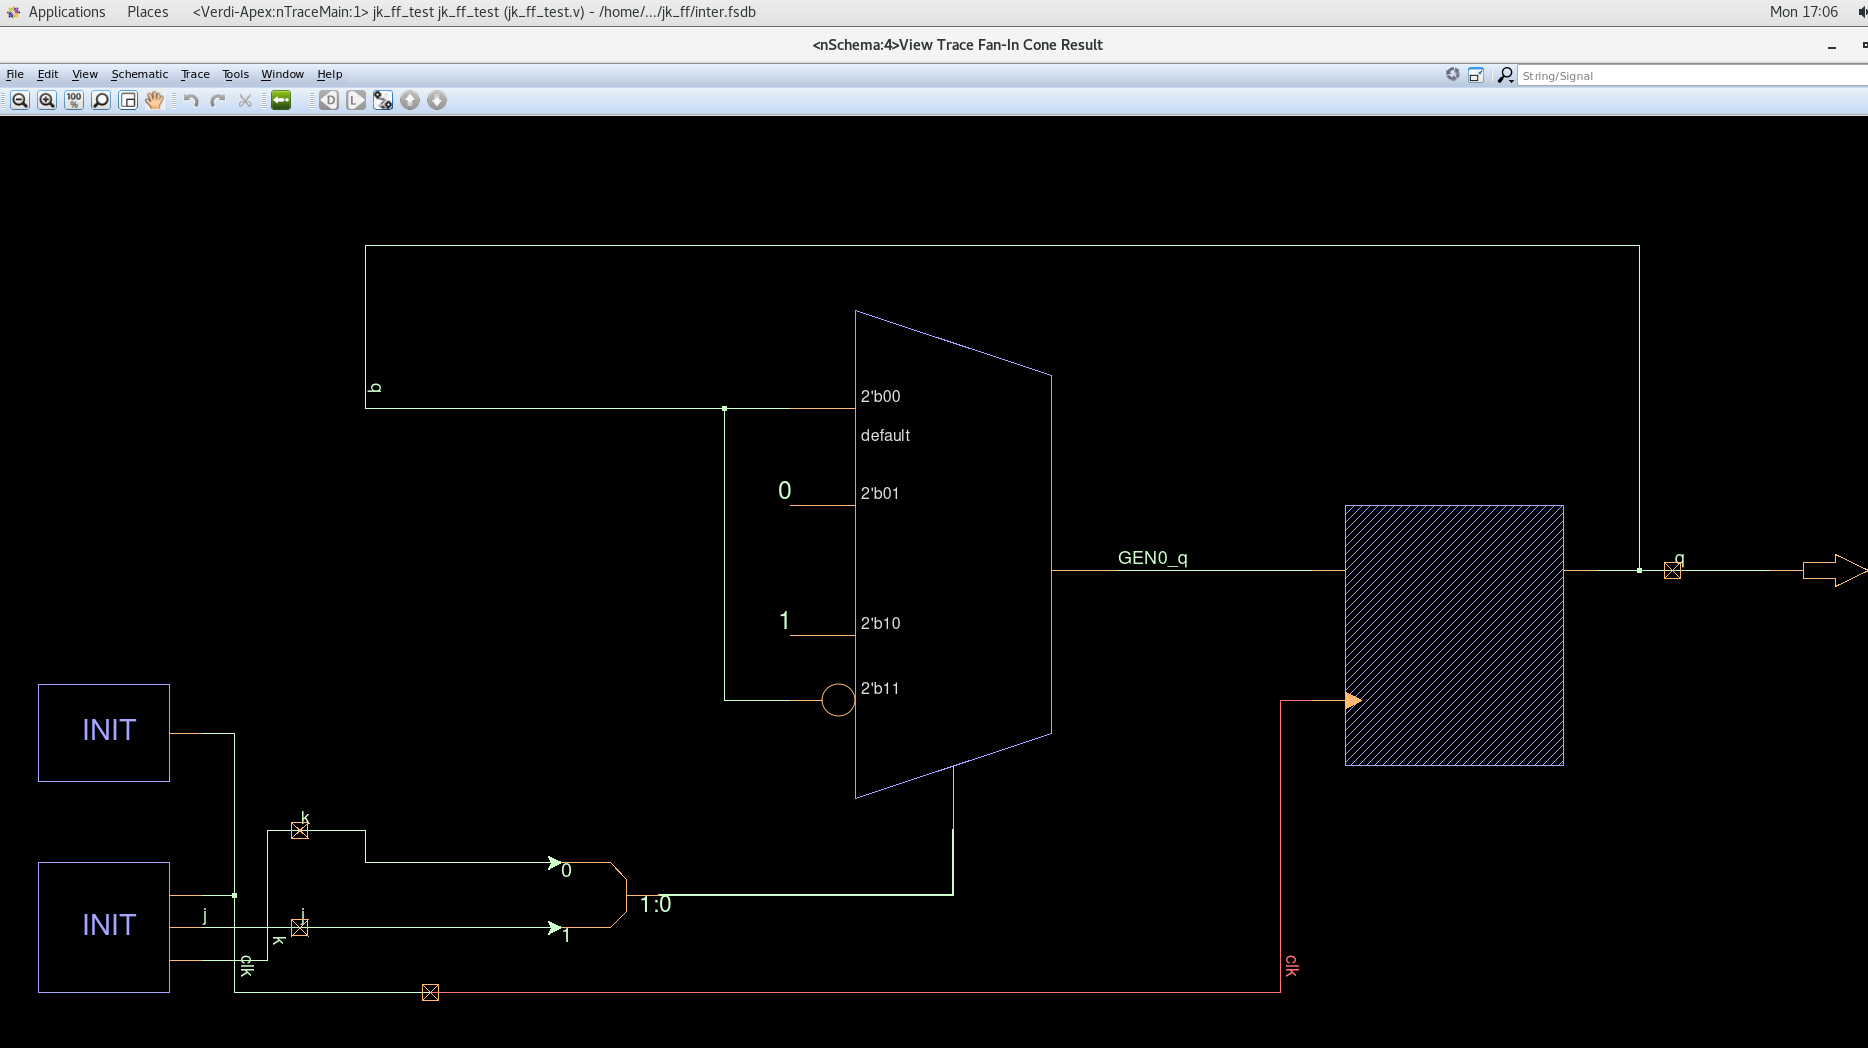 Applications Places <Verdi-Apex:nTraceMain:1> jk_ff_test jk_ff_test (jk_ff_test.v) - /home/.../jk_ff/inter.fsdb Mon 17:06
<nSchema:4>View Trace Fan-In Cone Result
File Edit View Schematic Trace Tools Window Help String/Signal
100 %
D L
q
2'b00
default
0 2'b01
GEN0_q
q
1 2'b10
2'b11
INIT
k
0
1:0
j
j
INIT
1
k
clk
clk